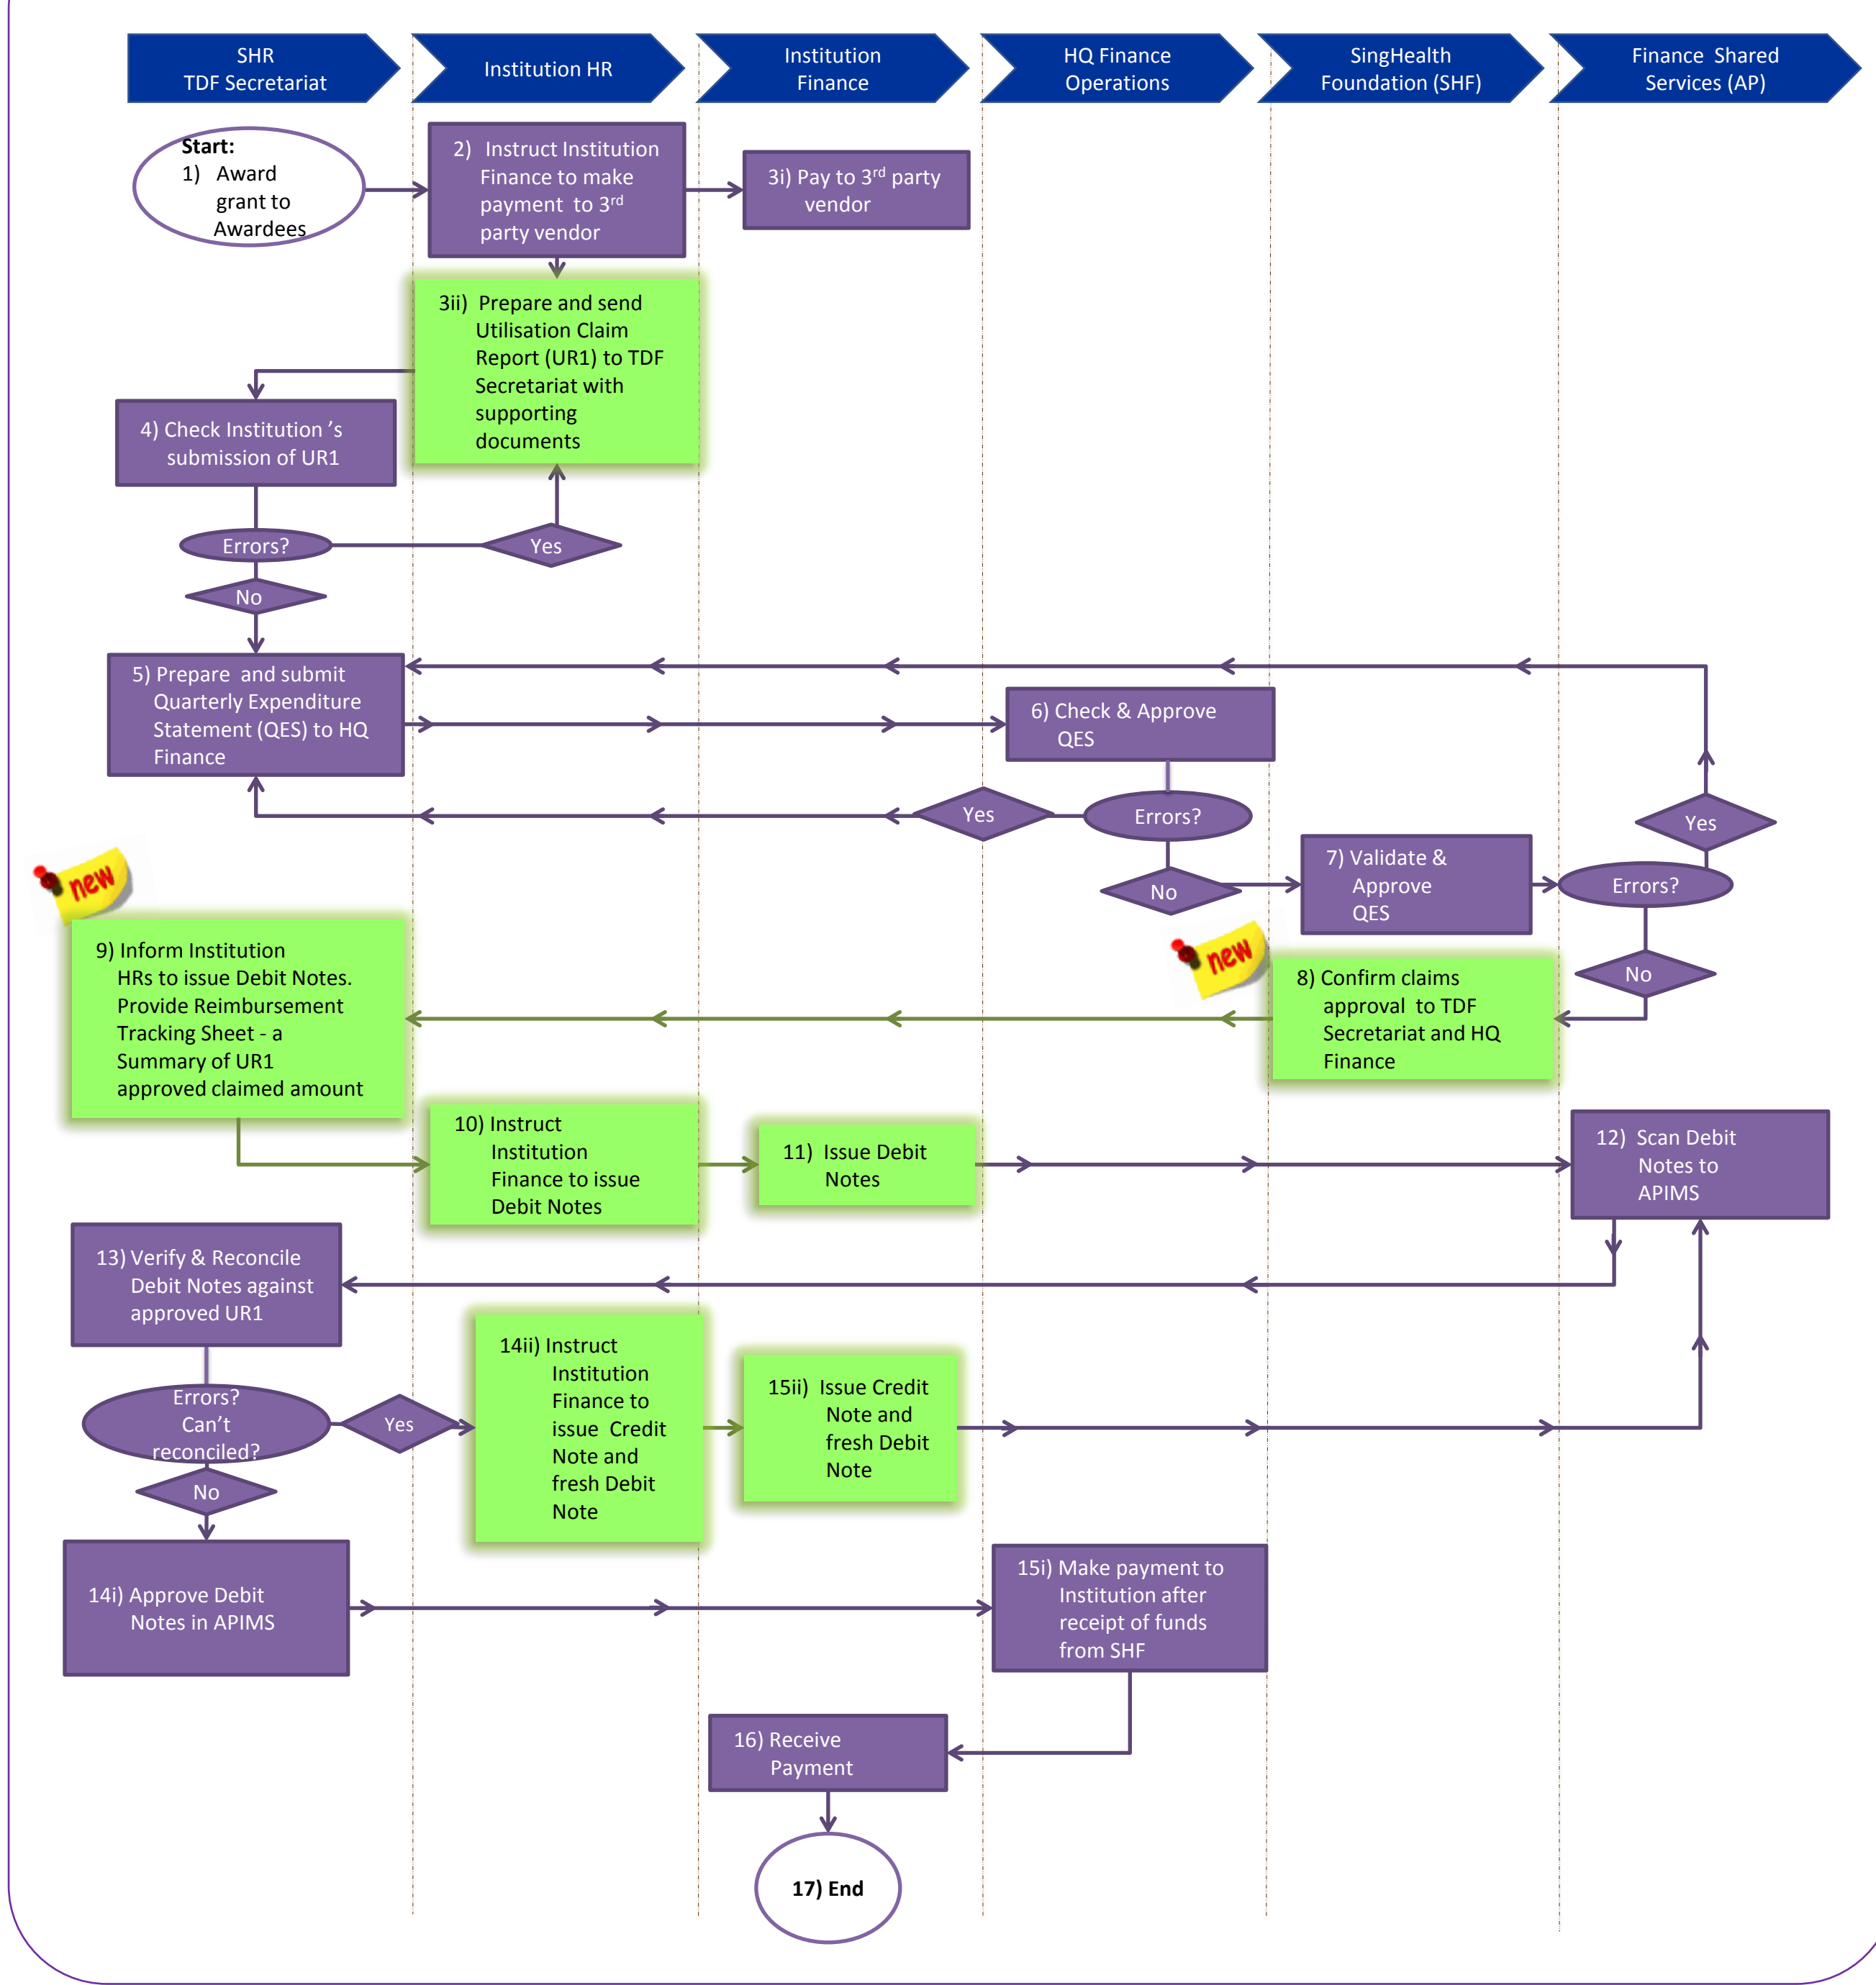 SHR
TDF Secretariat
Institution HR
Institution
Finance
HQ Finance
Operations
SingHealth
Foundation (SHF)
Finance Shared
Services (AP)
Start:
1) Award
grant to
Awardees
2) Instruct Institution
Finance to make
payment to 3rd
party vendor
3i) Pay to 3rd party
vendor
3ii) Prepare and send
Utilisation Claim
Report (UR1) to TDF
Secretariat with
supporting
documents
4) Check Institution ’s
submission of UR1
Errors?
Yes
No
5) Prepare and submit
Quarterly Expenditure
Statement (QES) to HQ
Finance
6) Check & Approve
QES
Errors?
Yes
No
7) Validate &
Approve
QES
Errors?
Yes
No
new
8) Confirm claims
approval to TDF
Secretariat and HQ
Finance
new
9) Inform Institution
HRs to issue Debit Notes.
Provide Reimbursement
Tracking Sheet - a
Summary of UR1
approved claimed amount
10) Instruct
Institution
Finance to issue
Debit Notes
11) Issue Debit
Notes
12) Scan Debit
Notes to
APIMS
13) Verify & Reconcile
Debit Notes against
approved UR1
Errors?
Can’t
reconciled?
Yes
No
14ii) Instruct
Institution
Finance to
issue Credit
Note and
fresh Debit
Note
15ii) Issue Credit
Note and
fresh Debit
Note
14i) Approve Debit
Notes in APIMS
15i) Make payment to
Institution after
receipt of funds
from SHF
16) Receive
Payment
17) End